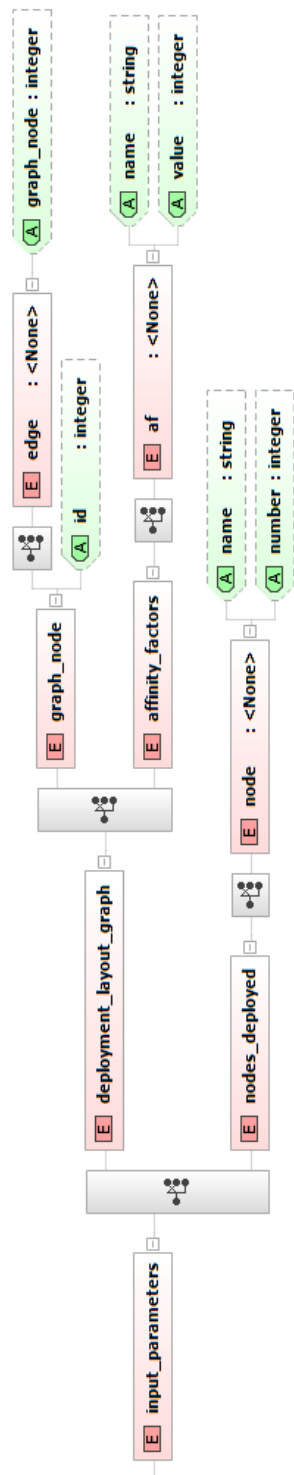 E input_parameters
E deployment_layout_graph
E graph_node
E edge : <None>
A graph_node : integer
A id : integer
E affinity_factors
E af : <None>
A name : string
A value : integer
E nodes_deployed
E node : <None>
A name : string
A number : integer